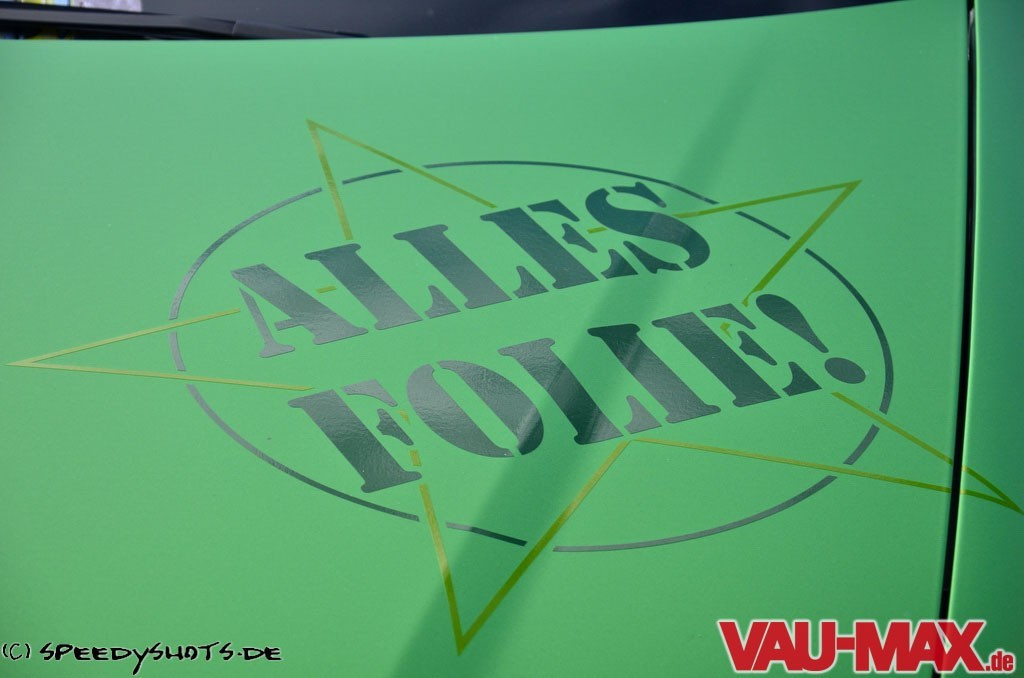 ALLES
FOLIE!
(C) SPEEDYSHOTS.DE
VAU-MAX.de